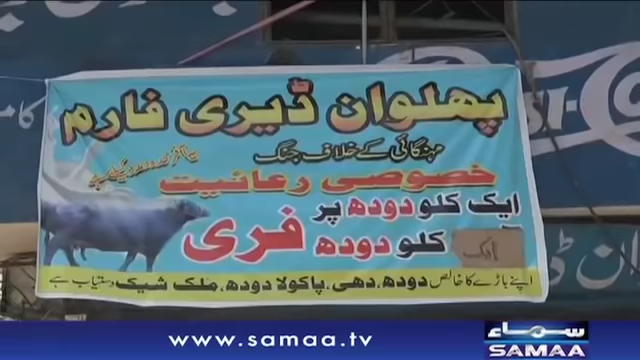 پہلوان ڈیری فارم
مہنگائی کے خلاف جنگ
خصوصی رعائیت
ایک کلو دودھ پر
ایک کلو دودھ فری
اپنے باڑے کا خالص دودھ، دہی، پاکولا دودھ، ملک شیک دستیاب ہے
www.samaa.tv
سماء
SAMAA